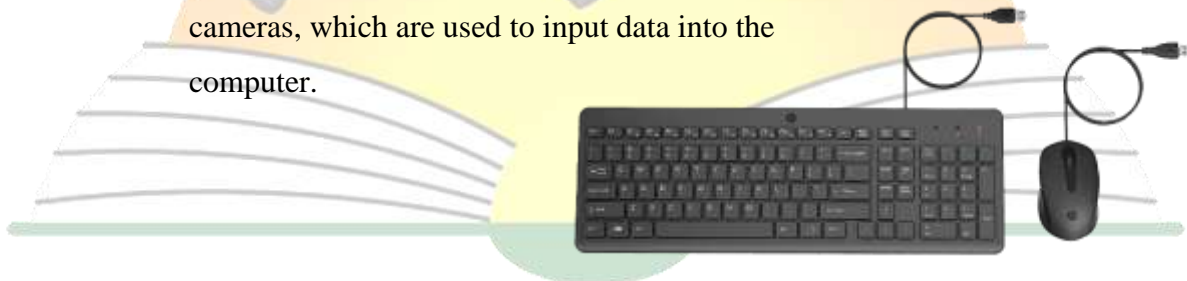 cameras, which are used to input data into the
computer.